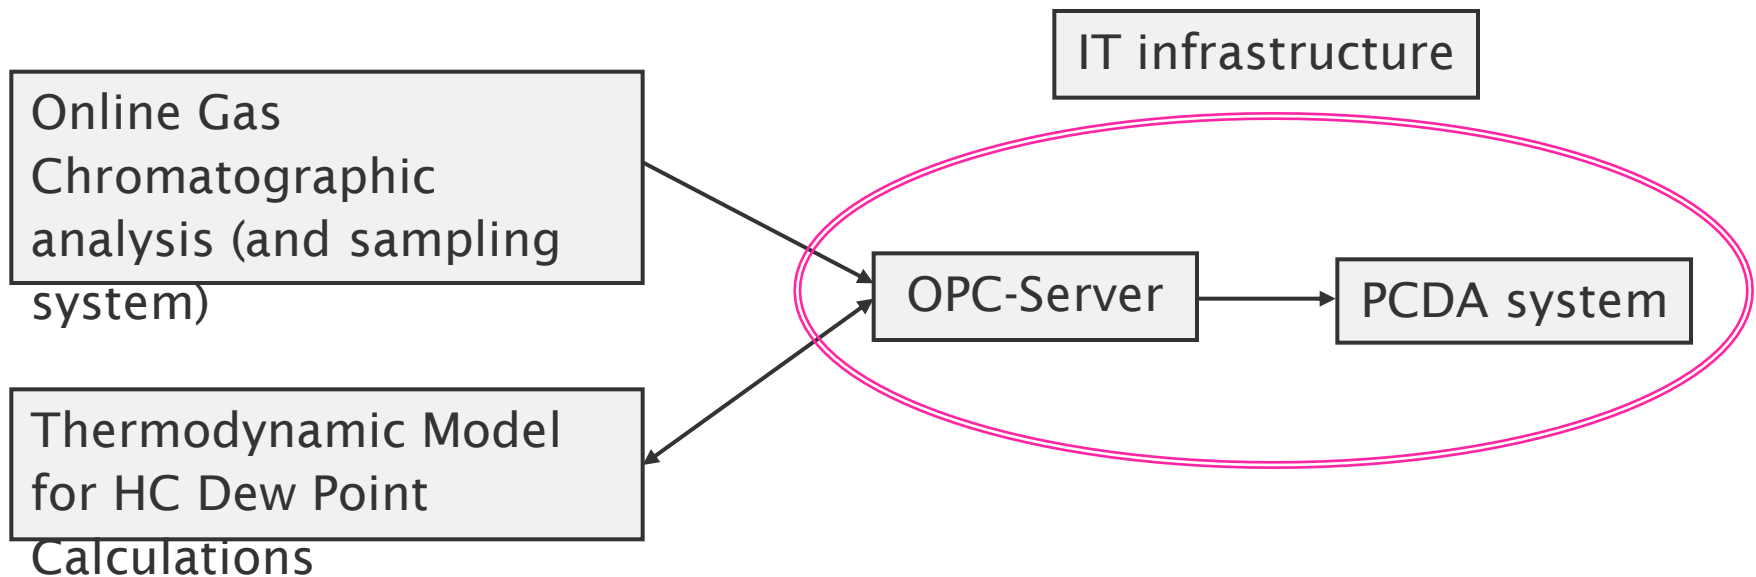 IT infrastructure
Online Gas
Chromatographic
analysis (and sampling
system)
OPC-Server
PCDA system
Thermodynamic Model
for HC Dew Point
Calculations